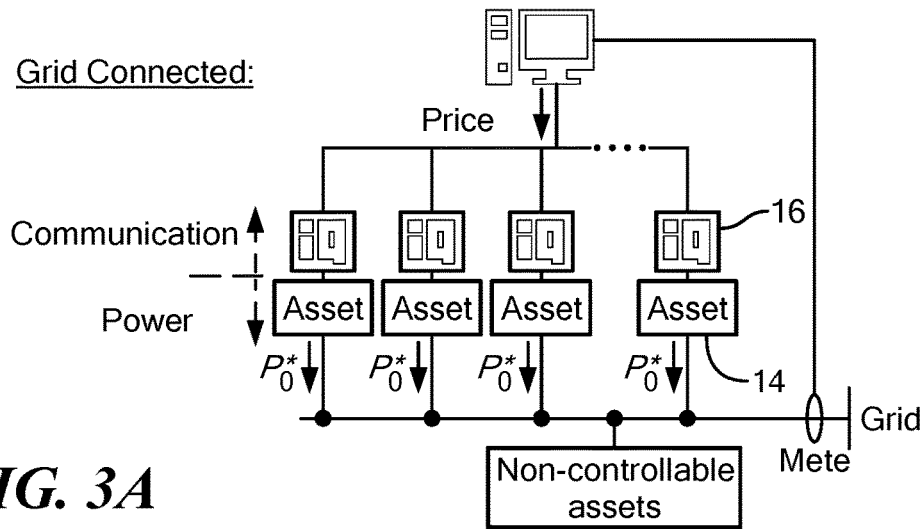 Grid Connected:
Price
Communication
16
Power
Asset Asset Asset Asset
P₀* P₀* P₀* P₀*
14
Grid
Mete
Non-controllable
assets
IG. 3A